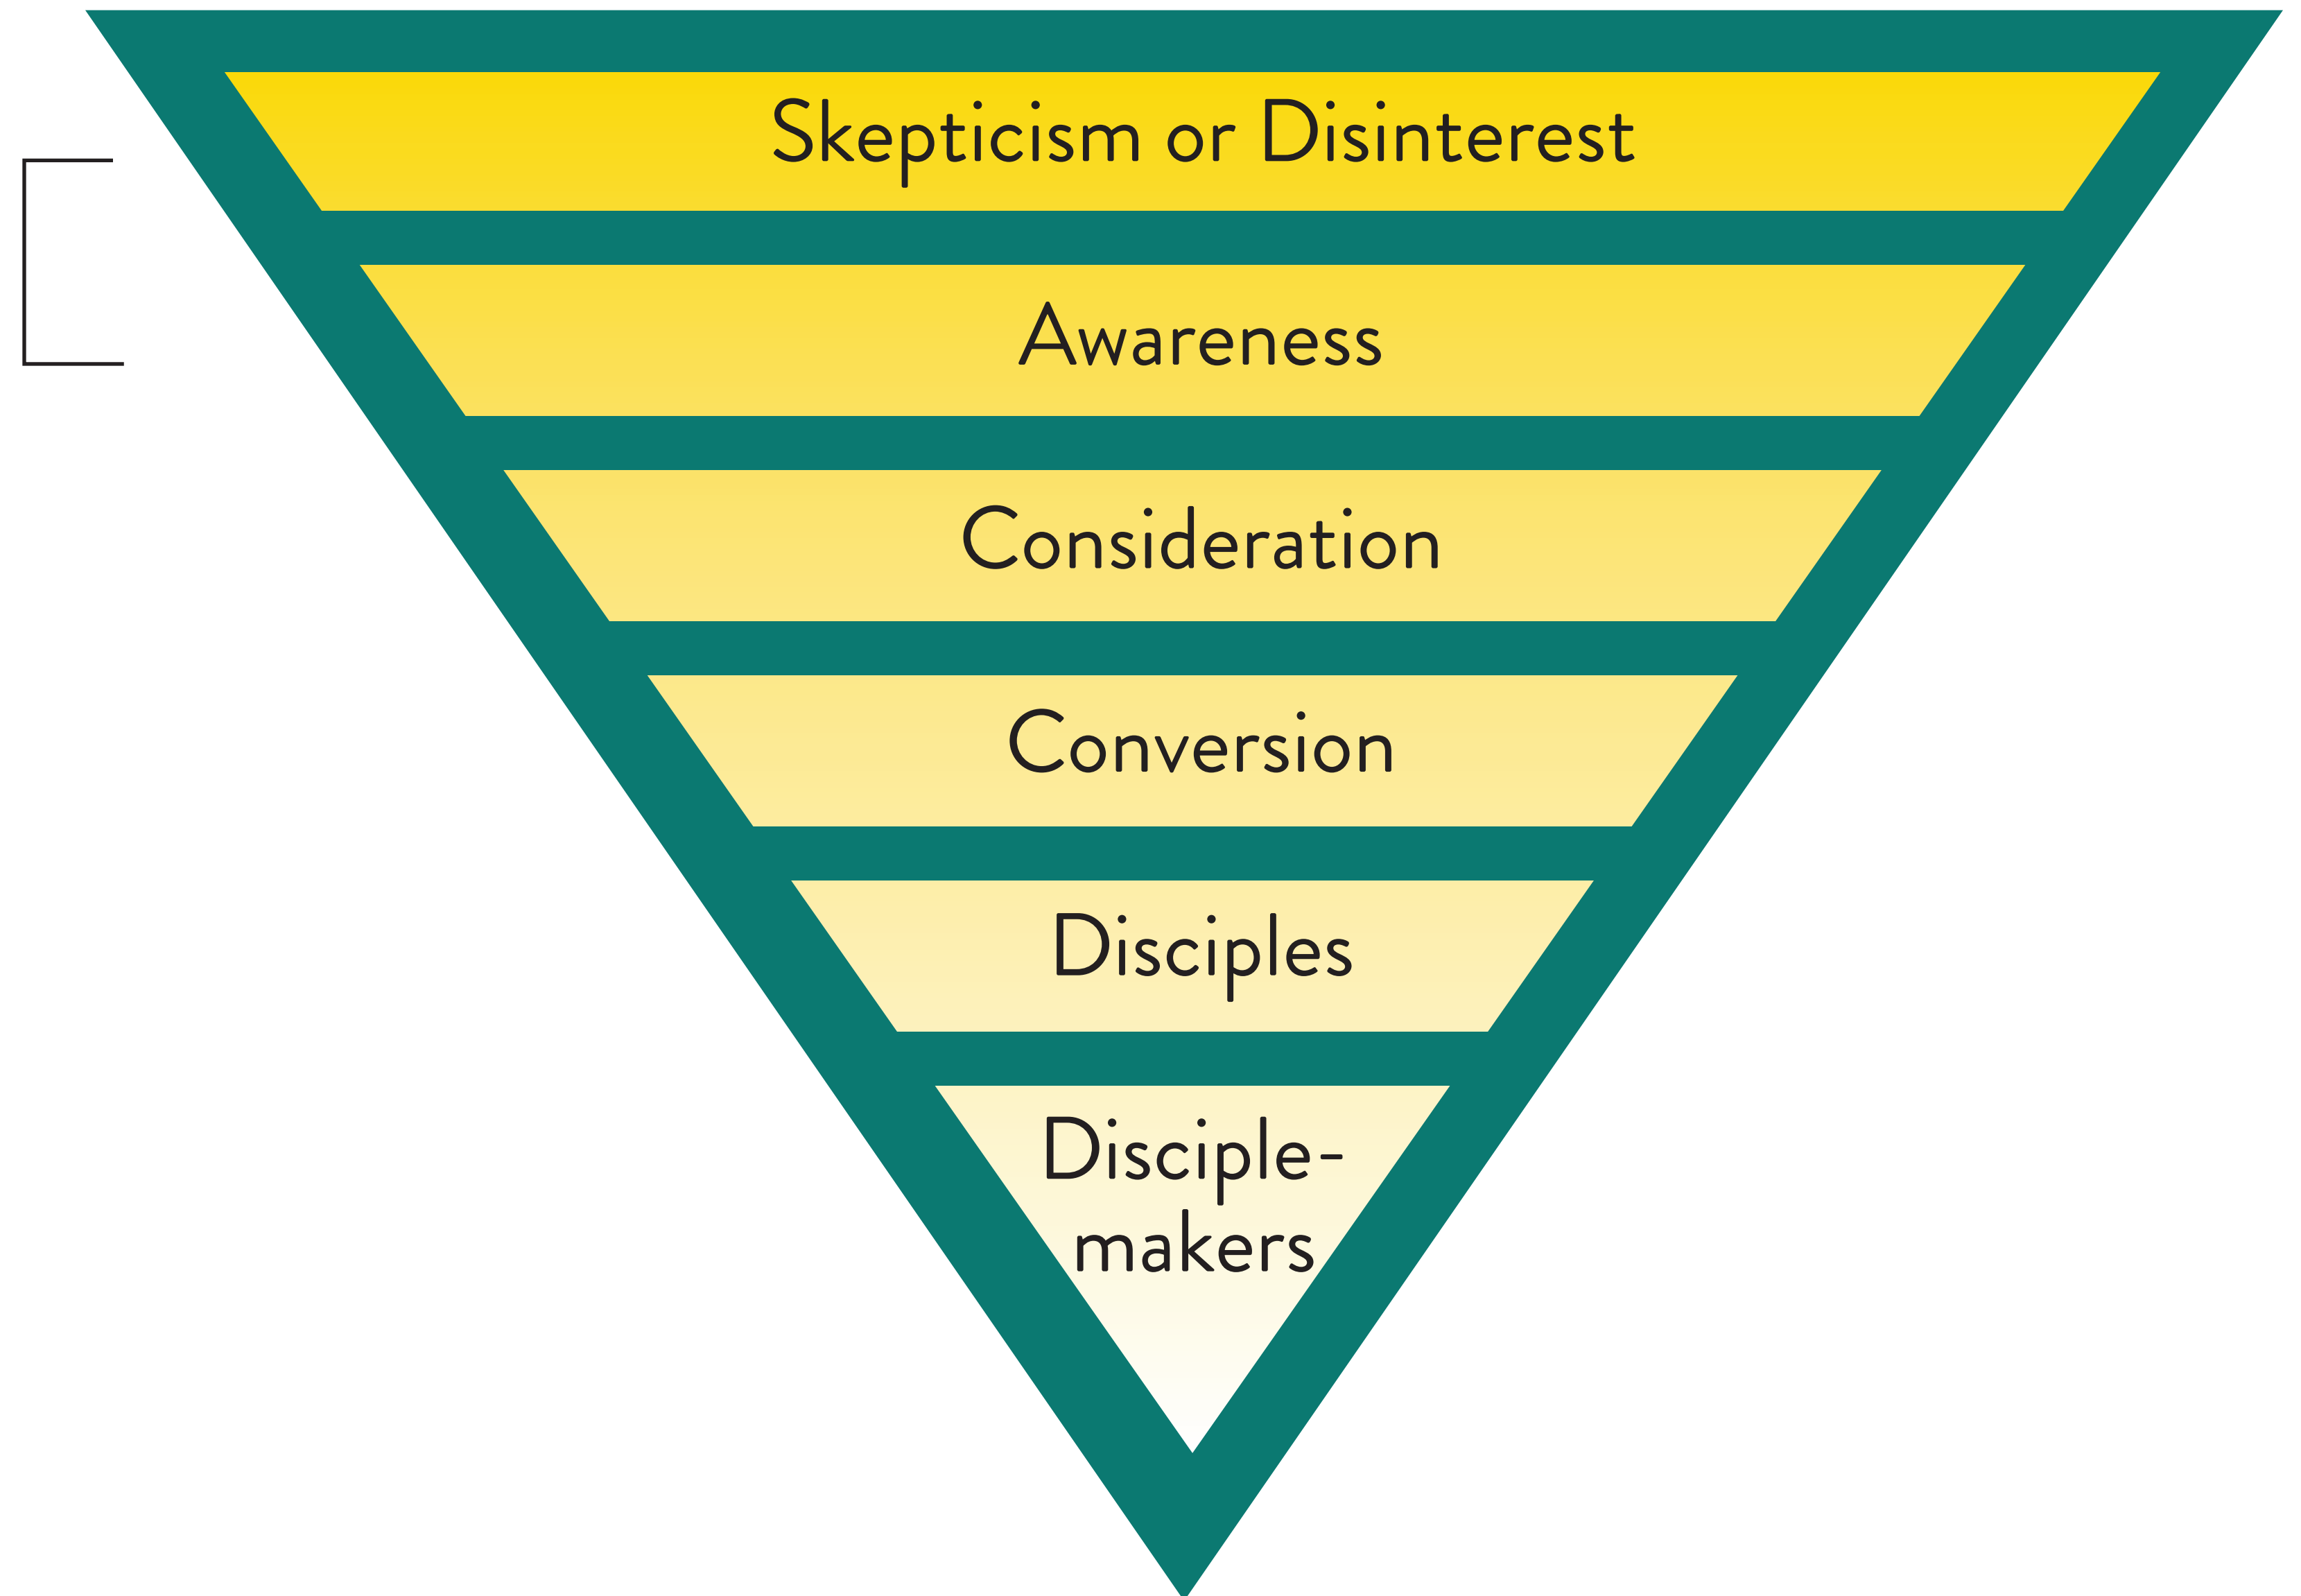 Skepticism or Disinterest
Awareness
Consideration
Conversion
Disciples
Disciple-
makers